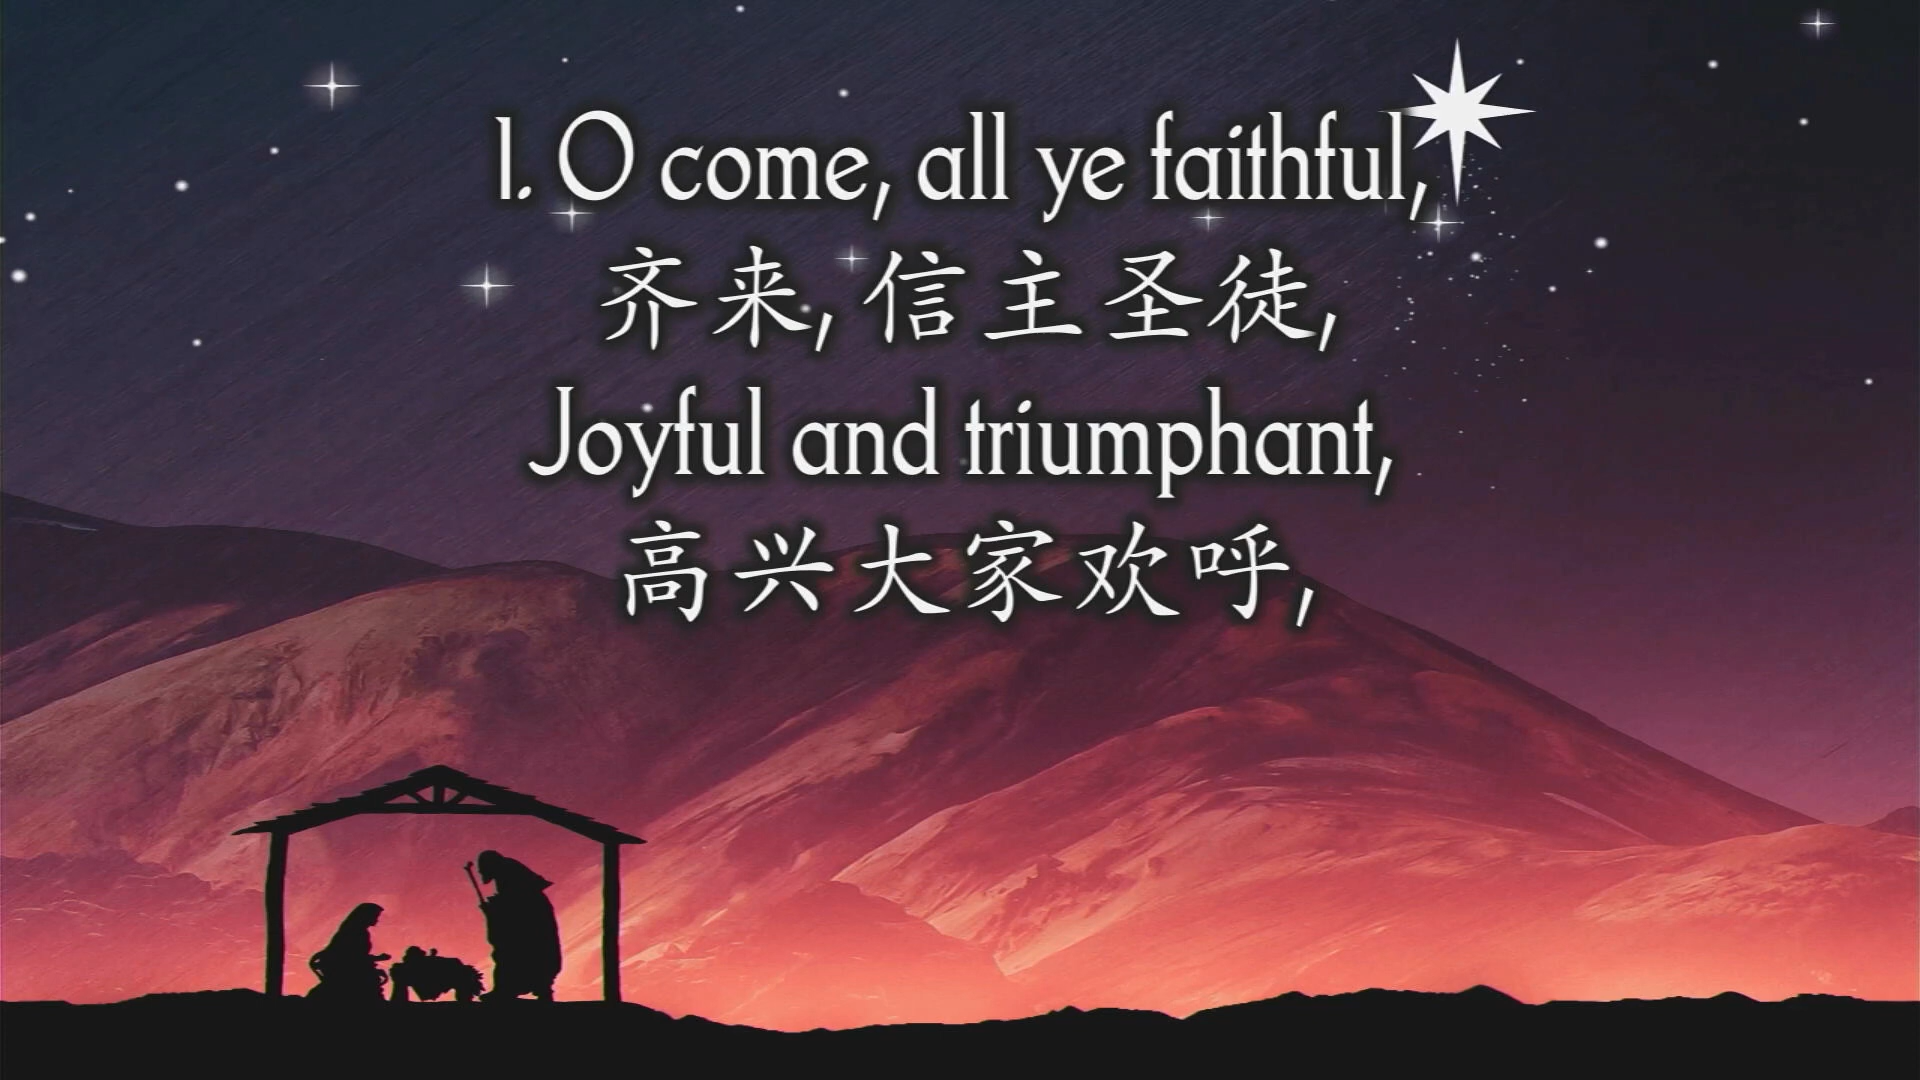 1. O come, all ye faithful,
齐来,信主圣徒,
Joyful and triumphant,
高兴大家欢呼,